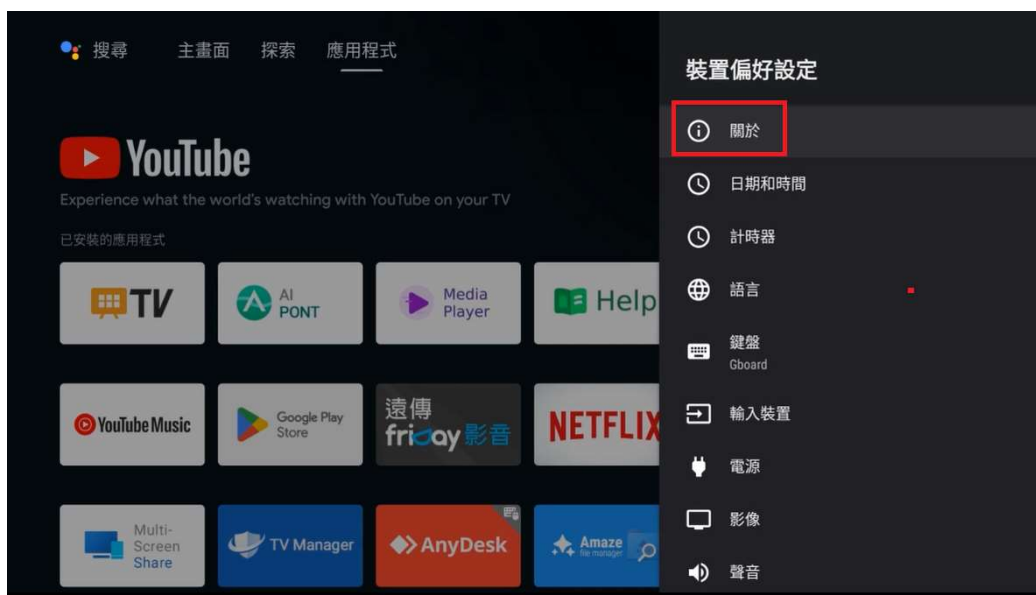 搜尋 主畫面 探索 應用程式
YouTube
Experience what the world's watching with YouTube on your TV
已安裝的應用程式
TV
AI
PONT
Media
Player
Help
YouTube Music
Google Play
Store
遠傳
friday影音
NETFLIX
Multi-
Screen
Share
TV Manager
AnyDesk
Amaze
file manager
裝置偏好設定
關於
日期和時間
計時器
語言
鍵盤
Gboard
輸入裝置
電源
影像
聲音